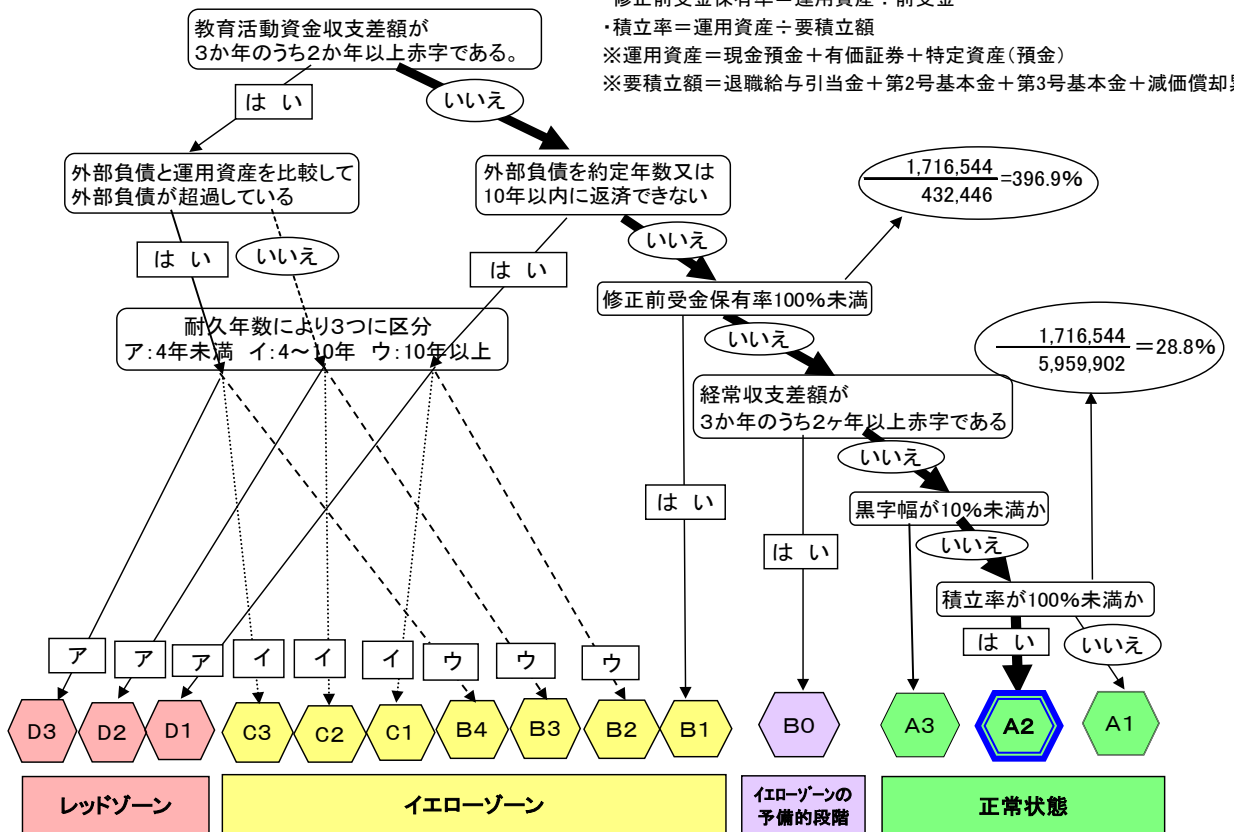 修正前受金保有率＝運用資産÷前受金
・積立率＝運用資産÷要積立額
※運用資産＝現金預金＋有価証券＋特定資産（預金）
※要積立額＝退職給与引当金＋第2号基本金＋第3号基本金＋減価償却
教育活動資金収支差額が
3か年のうち2か年以上赤字である。
は い
いいえ
外部負債と運用資産を比較して
外部負債が超過している
外部負債を約定年数又は
10年以内に返済できない
1,716,544
432,446
=396.9%
は い
いいえ
は い
いいえ
修正前受金保有率100%未満
耐久年数により3つに区分
ア:4年未満 イ:4～10年 ウ:10年以上
いいえ
1,716,544
5,959,902
＝28.8%
経常収支差額が
3か年のうち２ヶ年以上赤字である
いいえ
は い
黒字幅が10%未満か
いいえ
は い
積立率が100%未満か
は い
いいえ
ア
ア
ア
イ
イ
イ
ウ
ウ
ウ
D3
D2
D1
C3
C2
C1
B4
B3
B2
B1
B0
A3
A2
A1
レッドゾーン
イエローゾーン
イエローゾーンの
予備的段階
正常状態